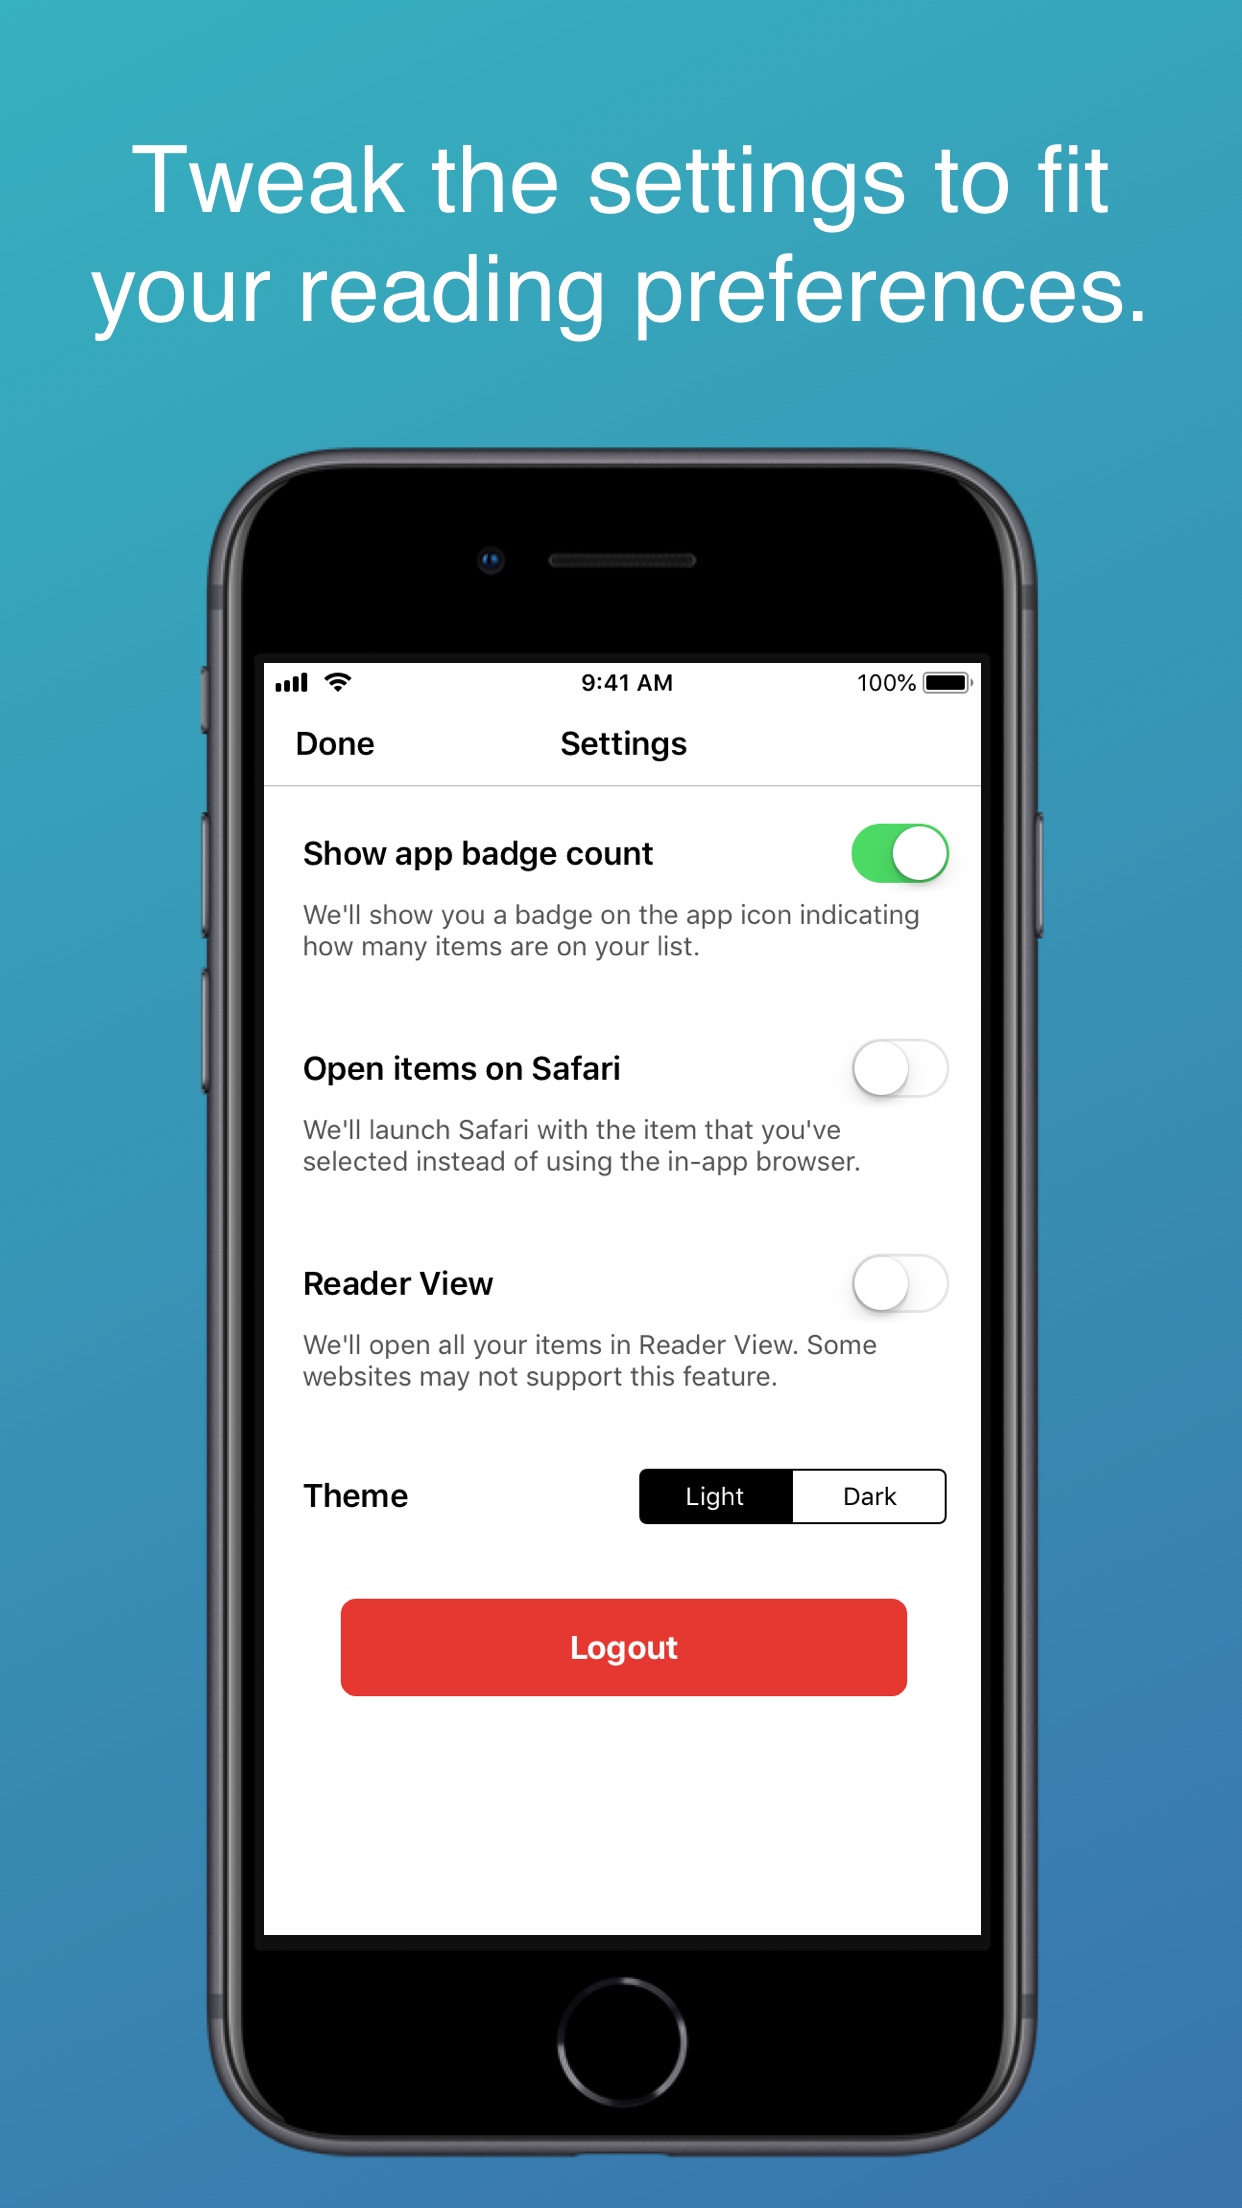 Tweak the settings to fit
your reading preferences.
9:41 AM
100%
Done
Settings
Show app badge count
We'll show you a badge on the app icon indicating
how many items are on your list.
Open items on Safari
We'll launch Safari with the item that you've
selected instead of using the in-app browser.
Reader View
We'll open all your items in Reader View. Some
websites may not support this feature.
Theme
Light
Dark
Logout